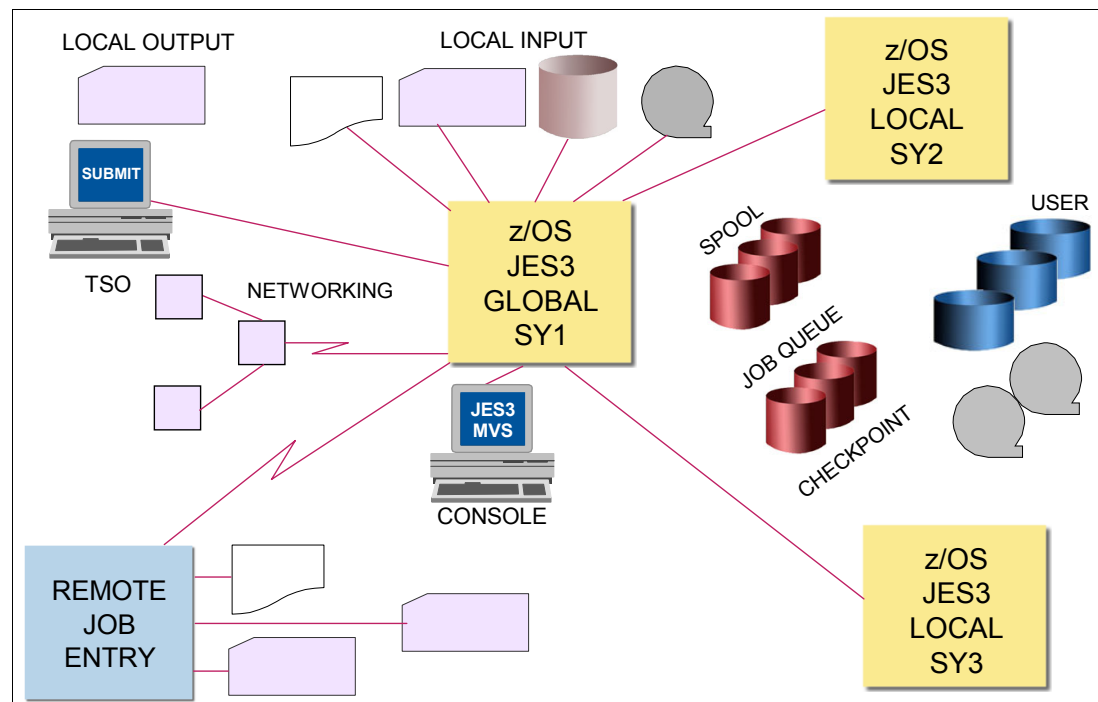 LOCAL OUTPUT
LOCAL INPUT
z/OS
JES3
LOCAL
SY2
SUBMIT
TSO
z/OS
JES3
GLOBAL
SY1
SPOOL
USER
NETWORKING
JOB QUEUE
JES3
MVS
CONSOLE
CHECKPOINT
REMOTE
JOB
ENTRY
z/OS
JES3
LOCAL
SY3